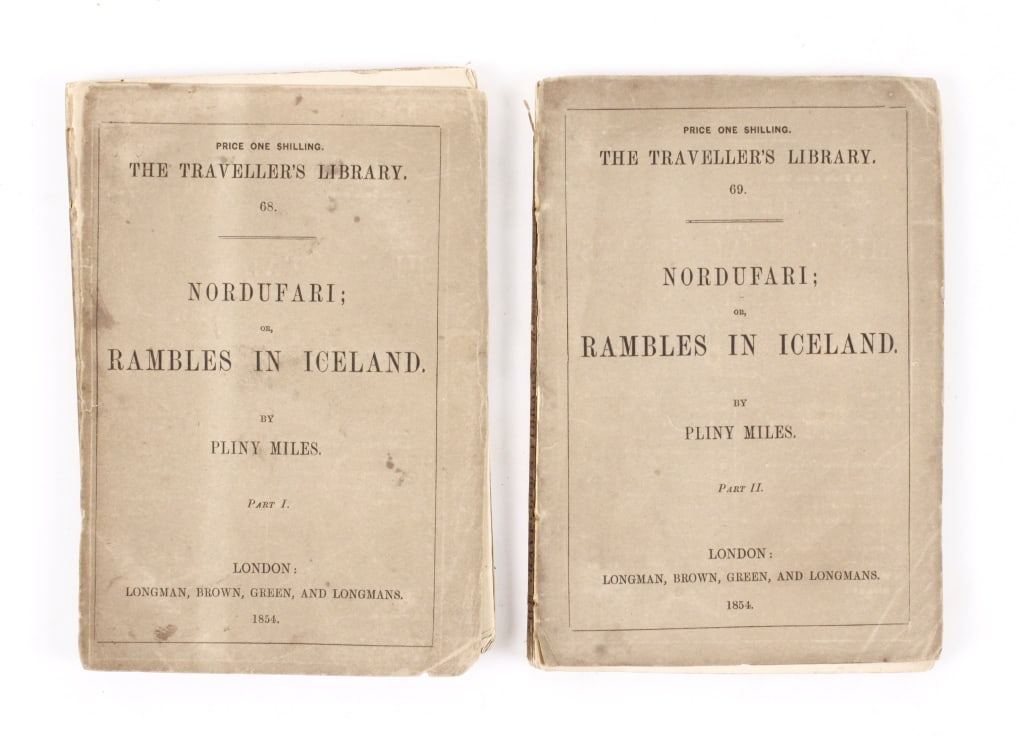 PRICE ONE SHILLING.
THE TRAVELLER'S LIBRARY.
68.
NORDUFARI;
OR,
RAMBLES IN ICELAND.
BY
PLINY MILES.
PART I.
LONDON:
LONGMAN, BROWN, GREEN, AND LONGMANS.
1854.
PRICE ONE SHILLING.
THE TRAVELLER'S LIBRARY.
69.
NORDUFARI;
OR,
RAMBLES IN ICELAND.
BY
PLINY MILES.
PART II.
LONDON:
LONGMAN, BROWN, GREEN, AND LONGMANS.
1854.